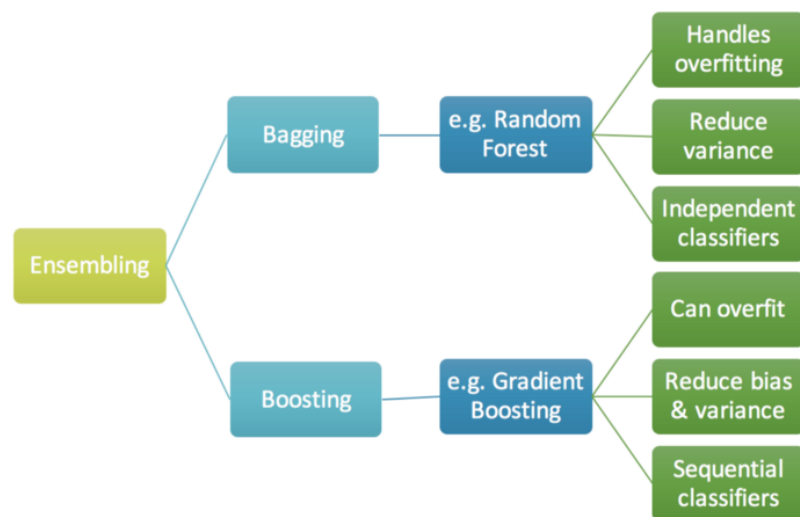 Ensembling
Bagging
e.g. Random
Forest
Handles
overfitting
Reduce
variance
Independent
classifiers
Boosting
e.g. Gradient
Boosting
Can overfit
Reduce bias
& variance
Sequential
classifiers